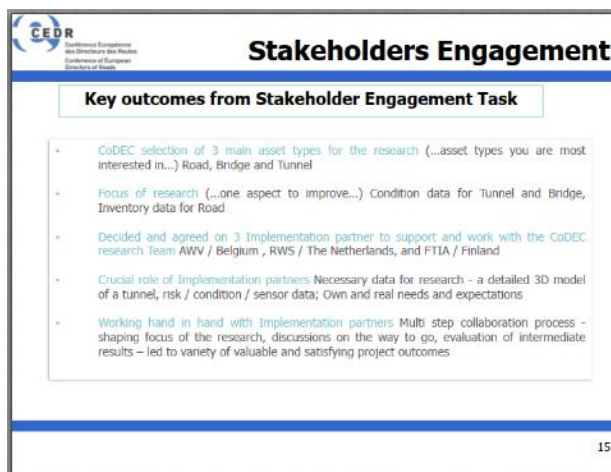 CEDR
Conférence Européenne
des Directeurs des Routes
Conference of European
Directors of Roads
Stakeholders Engagement
Key outcomes from Stakeholder Engagement Task
• CoDEC selection of 3 main asset types for the research (...asset types you are most
interested in...) Road, Bridge and Tunnel
• Focus of research (...one aspect to improve...) Condition data for Tunnel and Bridge,
Inventory data for Road
• Decided and agreed on 3 Implementation partner to support and work with the CoDEC
research Team AWV / Belgium , RWS / The Netherlands, and FTIA / Finland
• Crucial role of Implementation partners Necessary data for research - a detailed 3D model
of a tunnel, risk / condition / sensor data; Own and real needs and expectations
• Working hand in hand with Implementation partners Multi step collaboration process -
shaping focus of the research, discussions on the way to go, evaluation of intermediate
results – led to variety of valuable and satisfying project outcomes
15